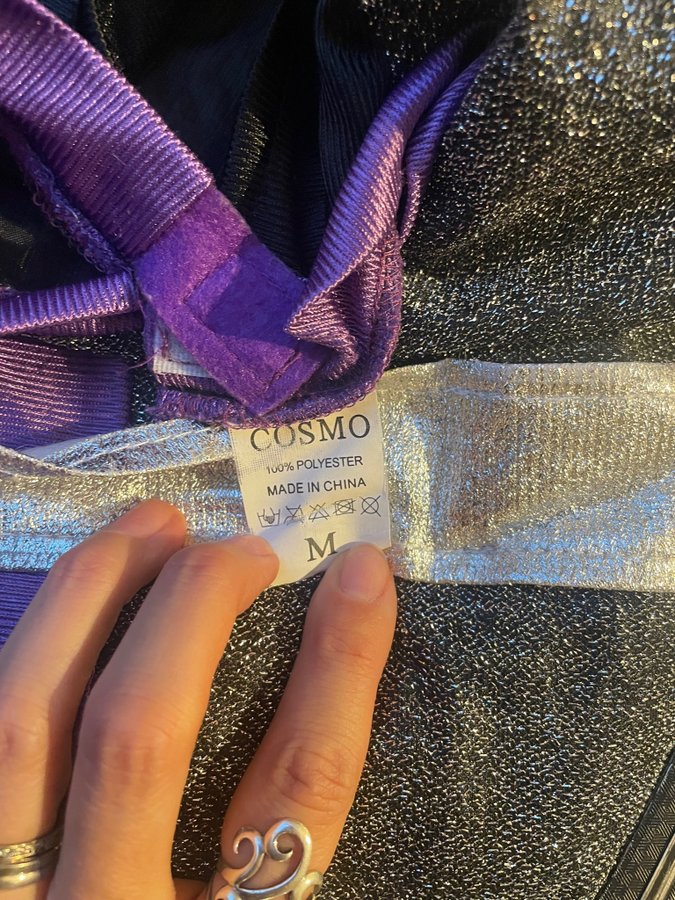 COSMO
100% POLYESTER
MADE IN CHINA
M